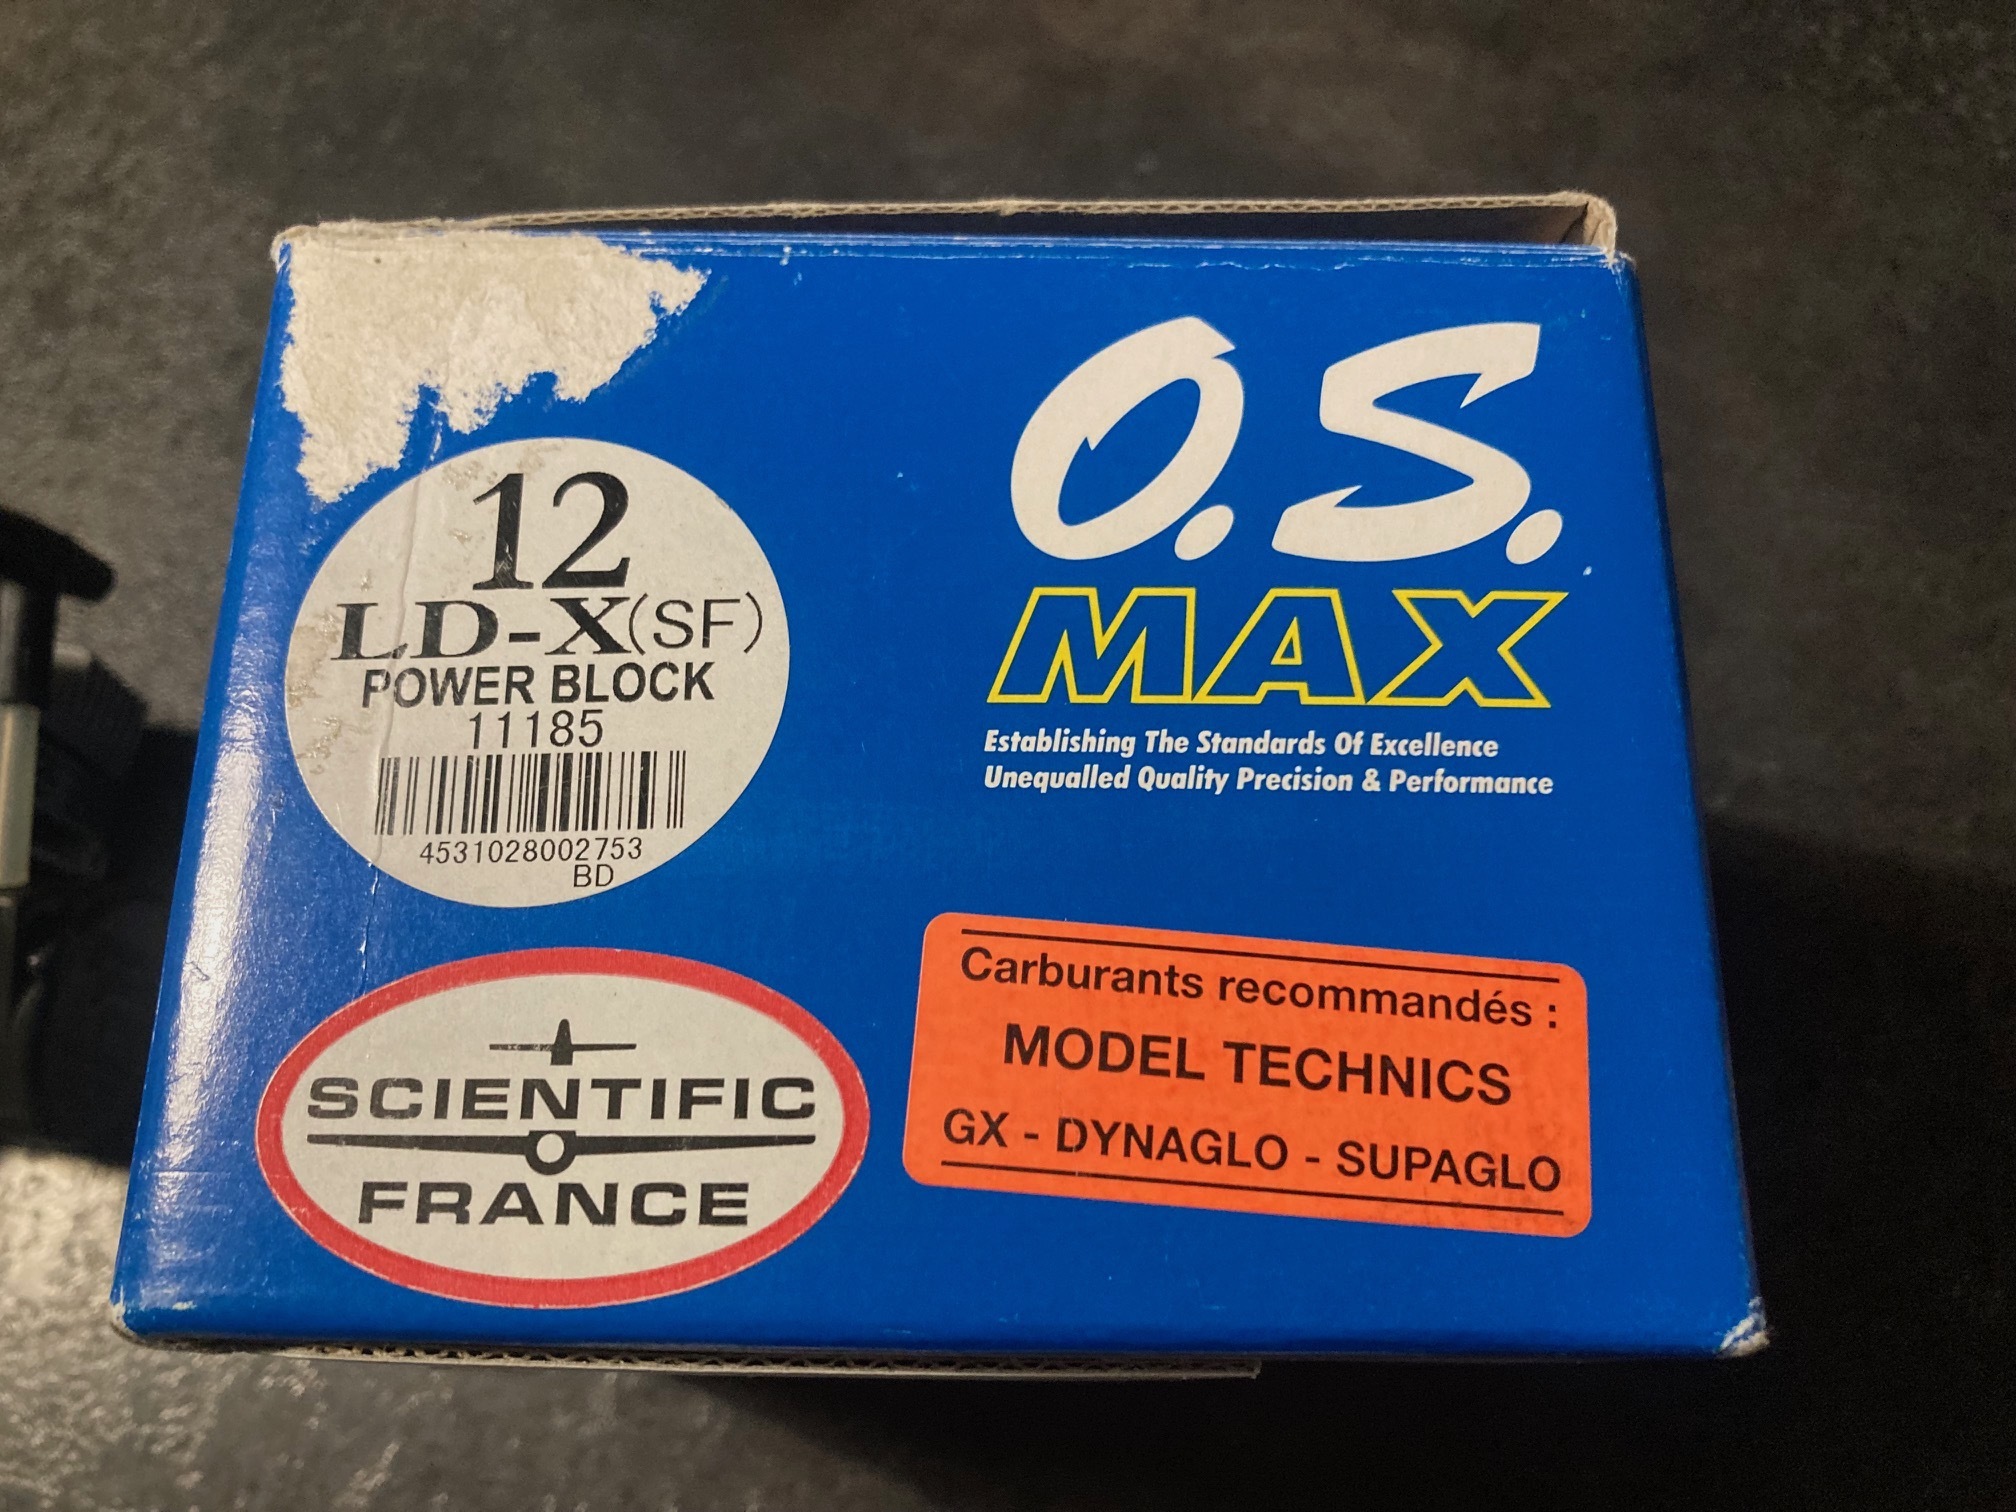 12
LD-X(SF)
POWER BLOCK
11185
4531028002753
BD
O.S.
MAX
Establishing The Standards Of Excellence
Unequalled Quality Precision & Performance
SCIENTIFIC
FRANCE
Carburants recommandés :
MODEL TECHNICS
GX - DYNAGLO - SUPAGLO